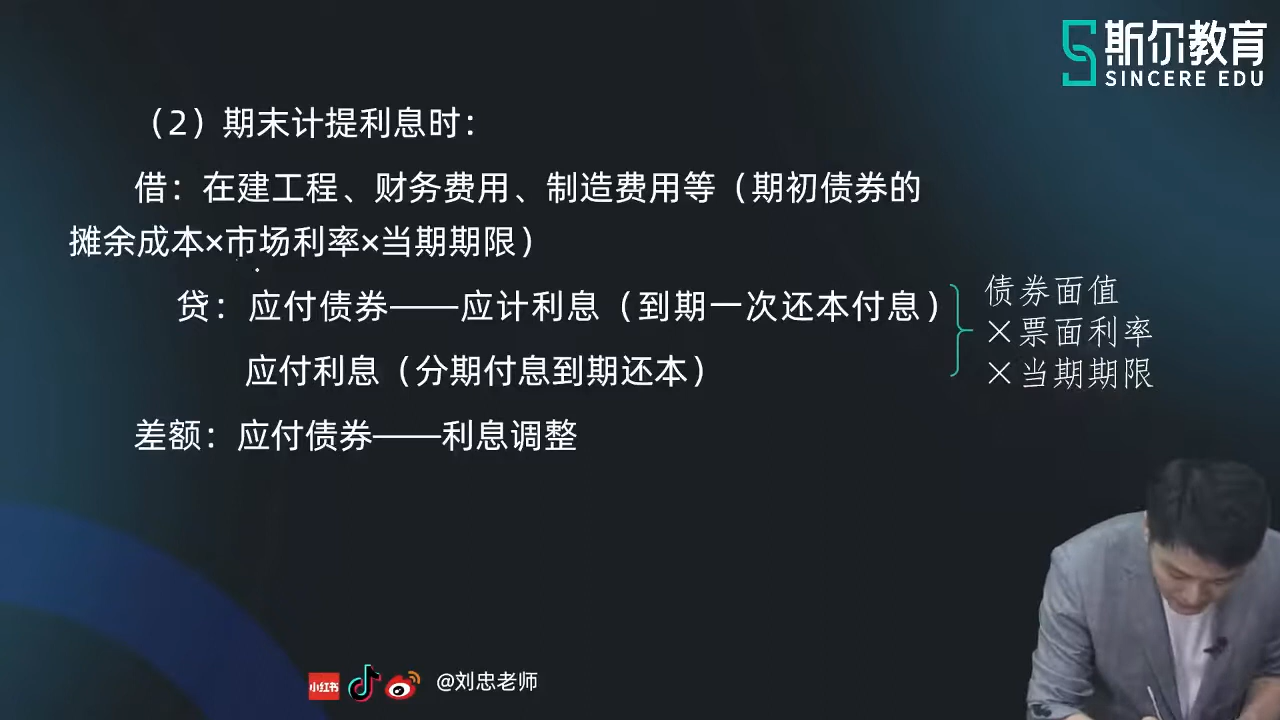 斯尔教育
SINCERE EDU
（2）期末计提利息时：
借：在建工程、财务费用、制造费用等（期初债券的
摊余成本×市场利率×当期期限）
贷：应付债券——应计利息（到期一次还本付息）
应付利息（分期付息到期还本）
债券面值
×票面利率
×当期期限
差额：应付债券——利息调整
小红书
@刘忠老师